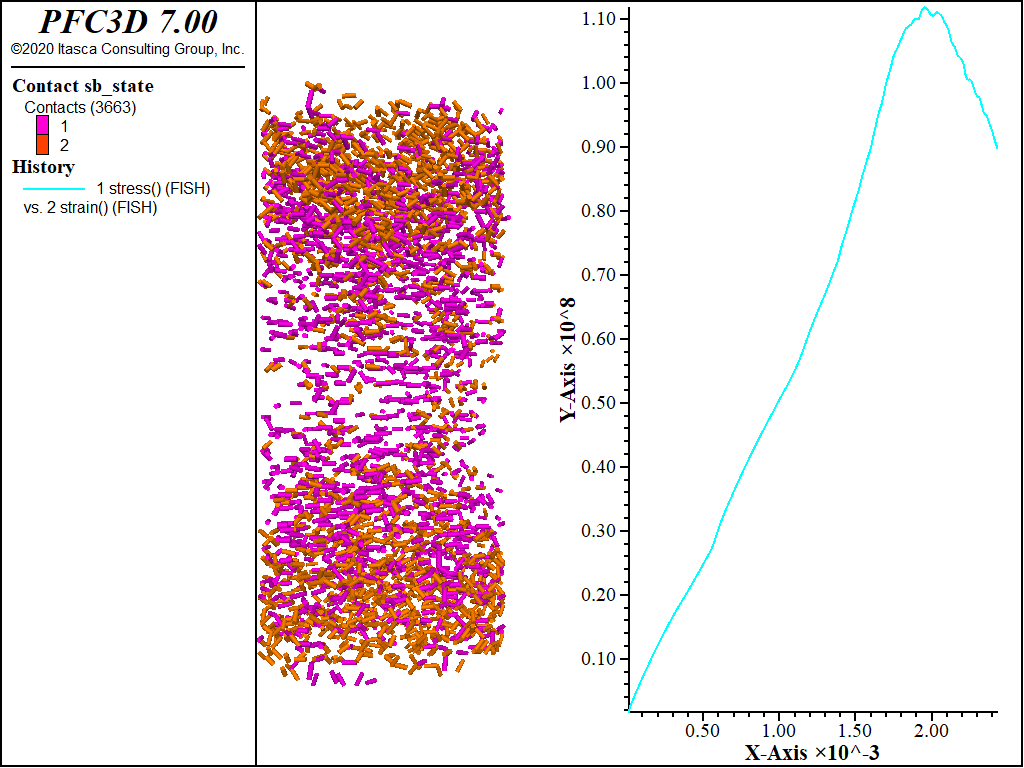 PFC3D 7.00
©2020 Itasca Consulting Group, Inc.
Contact sb_state
Contacts (3663)
1
2
History
1 stress() (FISH)
vs. 2 strain() (FISH)
1.10
1.00
0.90
0.80
0.70
0.60
0.50
0.40
0.30
0.20
0.10
Y-Axis ×10^8
0.50 1.00 1.50 2.00
X-Axis ×10^-3